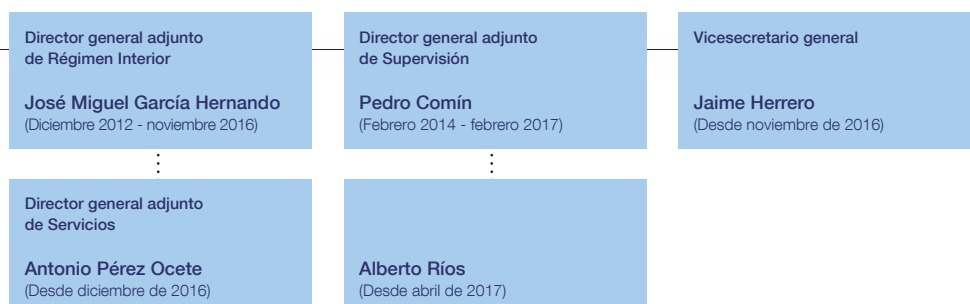 Director general adjunto
de Régimen Interior
José Miguel García Hernando
(Diciembre 2012 - noviembre 2016)
Director general adjunto
de Supervisión
Pedro Comín
(Febrero 2014 - febrero 2017)
Vicesecretario general
Jaime Herrero
(Desde noviembre de 2016)
Director general adjunto
de Servicios
Antonio Pérez Ocete
(Desde diciembre de 2016)
Alberto Ríos
(Desde abril de 2017)